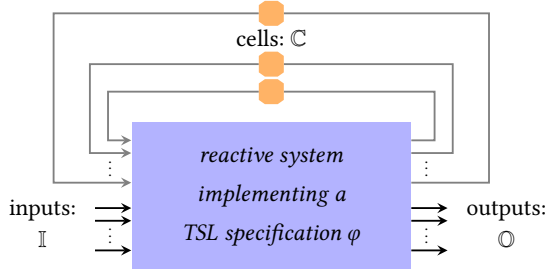 cells: ℂ
reactive system
implementing a
TSL specification φ
inputs:
𝕀
outputs:
𝕆